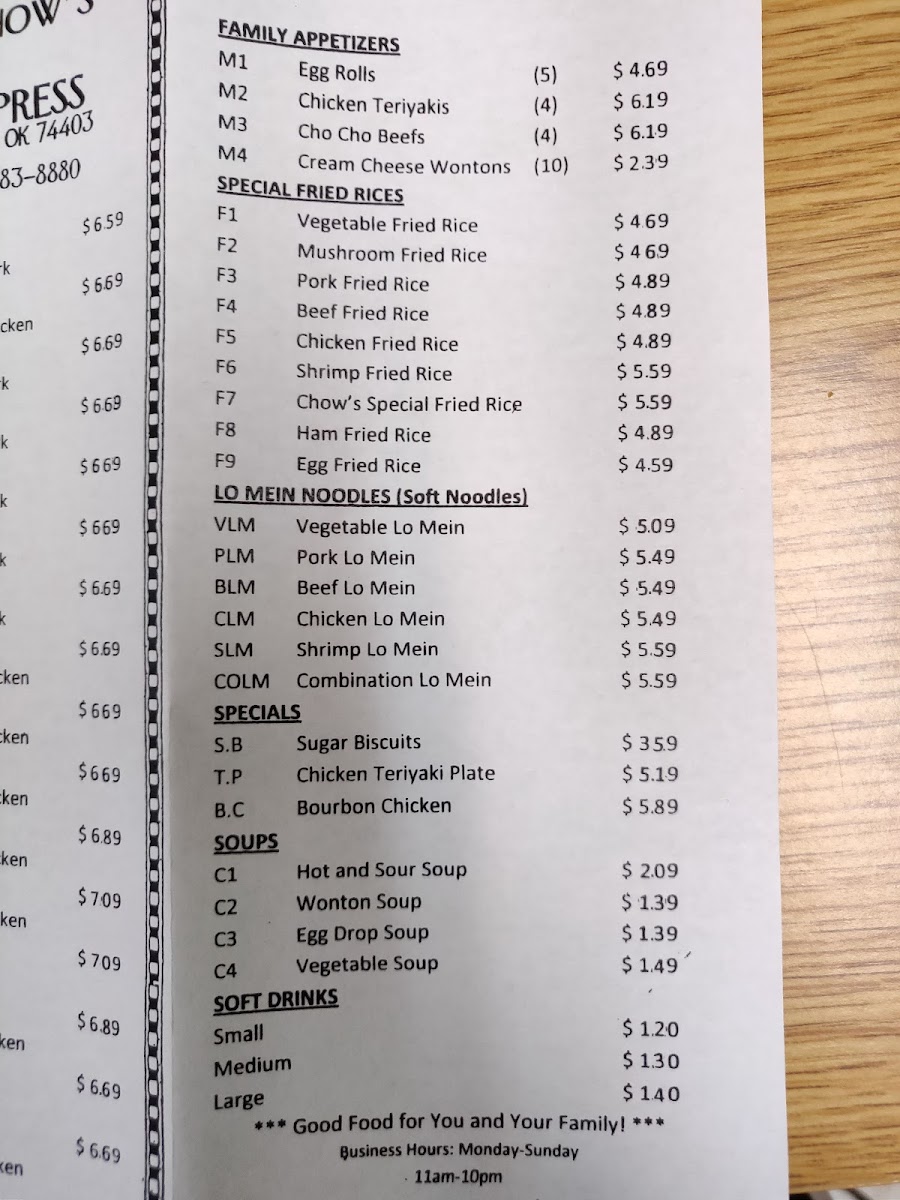 OW'S
PRESS
OK 74403
83-8880
$6.59
rk
$6.69
cken
$6.69
rk
$6.69
k
$6.69
k
$6.69
k
$6.69
k
$6.69
cken
$6.69
cken
$6.69
cken
$6.89
ken
$7.09
ken
$7.09
$6.89
ken
$6.69
$6.69
ken
FAMILY APPETIZERS
M1 Egg Rolls (5) $ 4.69
M2 Chicken Teriyakis (4) $ 6.19
M3 Cho Cho Beefs (4) $ 6.19
M4 Cream Cheese Wontons (10) $ 2.39
SPECIAL FRIED RICES
F1 Vegetable Fried Rice $ 4.69
F2 Mushroom Fried Rice $ 4.69
F3 Pork Fried Rice $ 4.89
F4 Beef Fried Rice $ 4.89
F5 Chicken Fried Rice $ 4.89
F6 Shrimp Fried Rice $ 5.59
F7 Chow's Special Fried Rice $ 5.59
F8 Ham Fried Rice $ 4.89
F9 Egg Fried Rice $ 4.59
LO MEIN NOODLES (Soft Noodles)
VLM Vegetable Lo Mein $ 5.09
PLM Pork Lo Mein $ 5.49
BLM Beef Lo Mein $ 5.49
CLM Chicken Lo Mein $ 5.49
SLM Shrimp Lo Mein $ 5.59
COLM Combination Lo Mein $ 5.59
SPECIALS
S.B Sugar Biscuits $ 3.59
T.P Chicken Teriyaki Plate $ 5.19
B.C Bourbon Chicken $ 5.89
SOUPS
C1 Hot and Sour Soup $ 2.09
C2 Wonton Soup $ 1.39
C3 Egg Drop Soup $ 1.39
C4 Vegetable Soup $ 1.49
SOFT DRINKS
Small $ 1.20
Medium $ 1.30
Large $ 1.40
*** Good Food for You and Your Family! ***
Business Hours: Monday-Sunday
11am-10pm